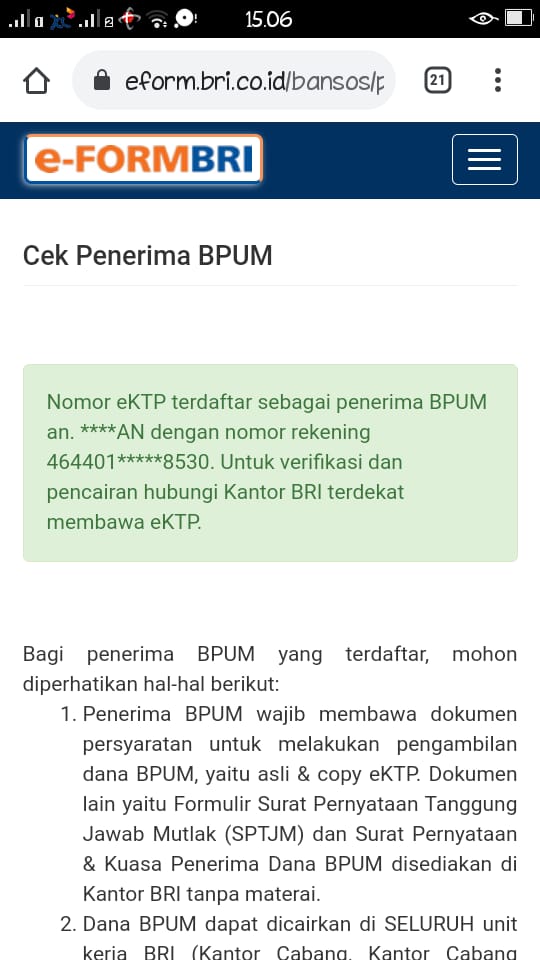 15.06
eform.bri.co.id/bansos/p
21
e-FORMBRI
Cek Penerima BPUM
Nomor eKTP terdaftar sebagai penerima BPUM
an. ****AN dengan nomor rekening
464401*****8530. Untuk verifikasi dan
pencairan hubungi Kantor BRI terdekat
membawa eKTP.
Bagi penerima BPUM yang terdaftar, mohon
diperhatikan hal-hal berikut:
1. Penerima BPUM wajib membawa dokumen
persyaratan untuk melakukan pengambilan
dana BPUM, yaitu asli & copy eKTP. Dokumen
lain yaitu Formulir Surat Pernyataan Tanggung
Jawab Mutlak (SPTJM) dan Surat Pernyataan
& Kuasa Penerima Dana BPUM disediakan di
Kantor BRI tanpa materai.
2. Dana BPUM dapat dicairkan di SELURUH unit
kerja BRI (Kantor Cabang, Kantor Cabang